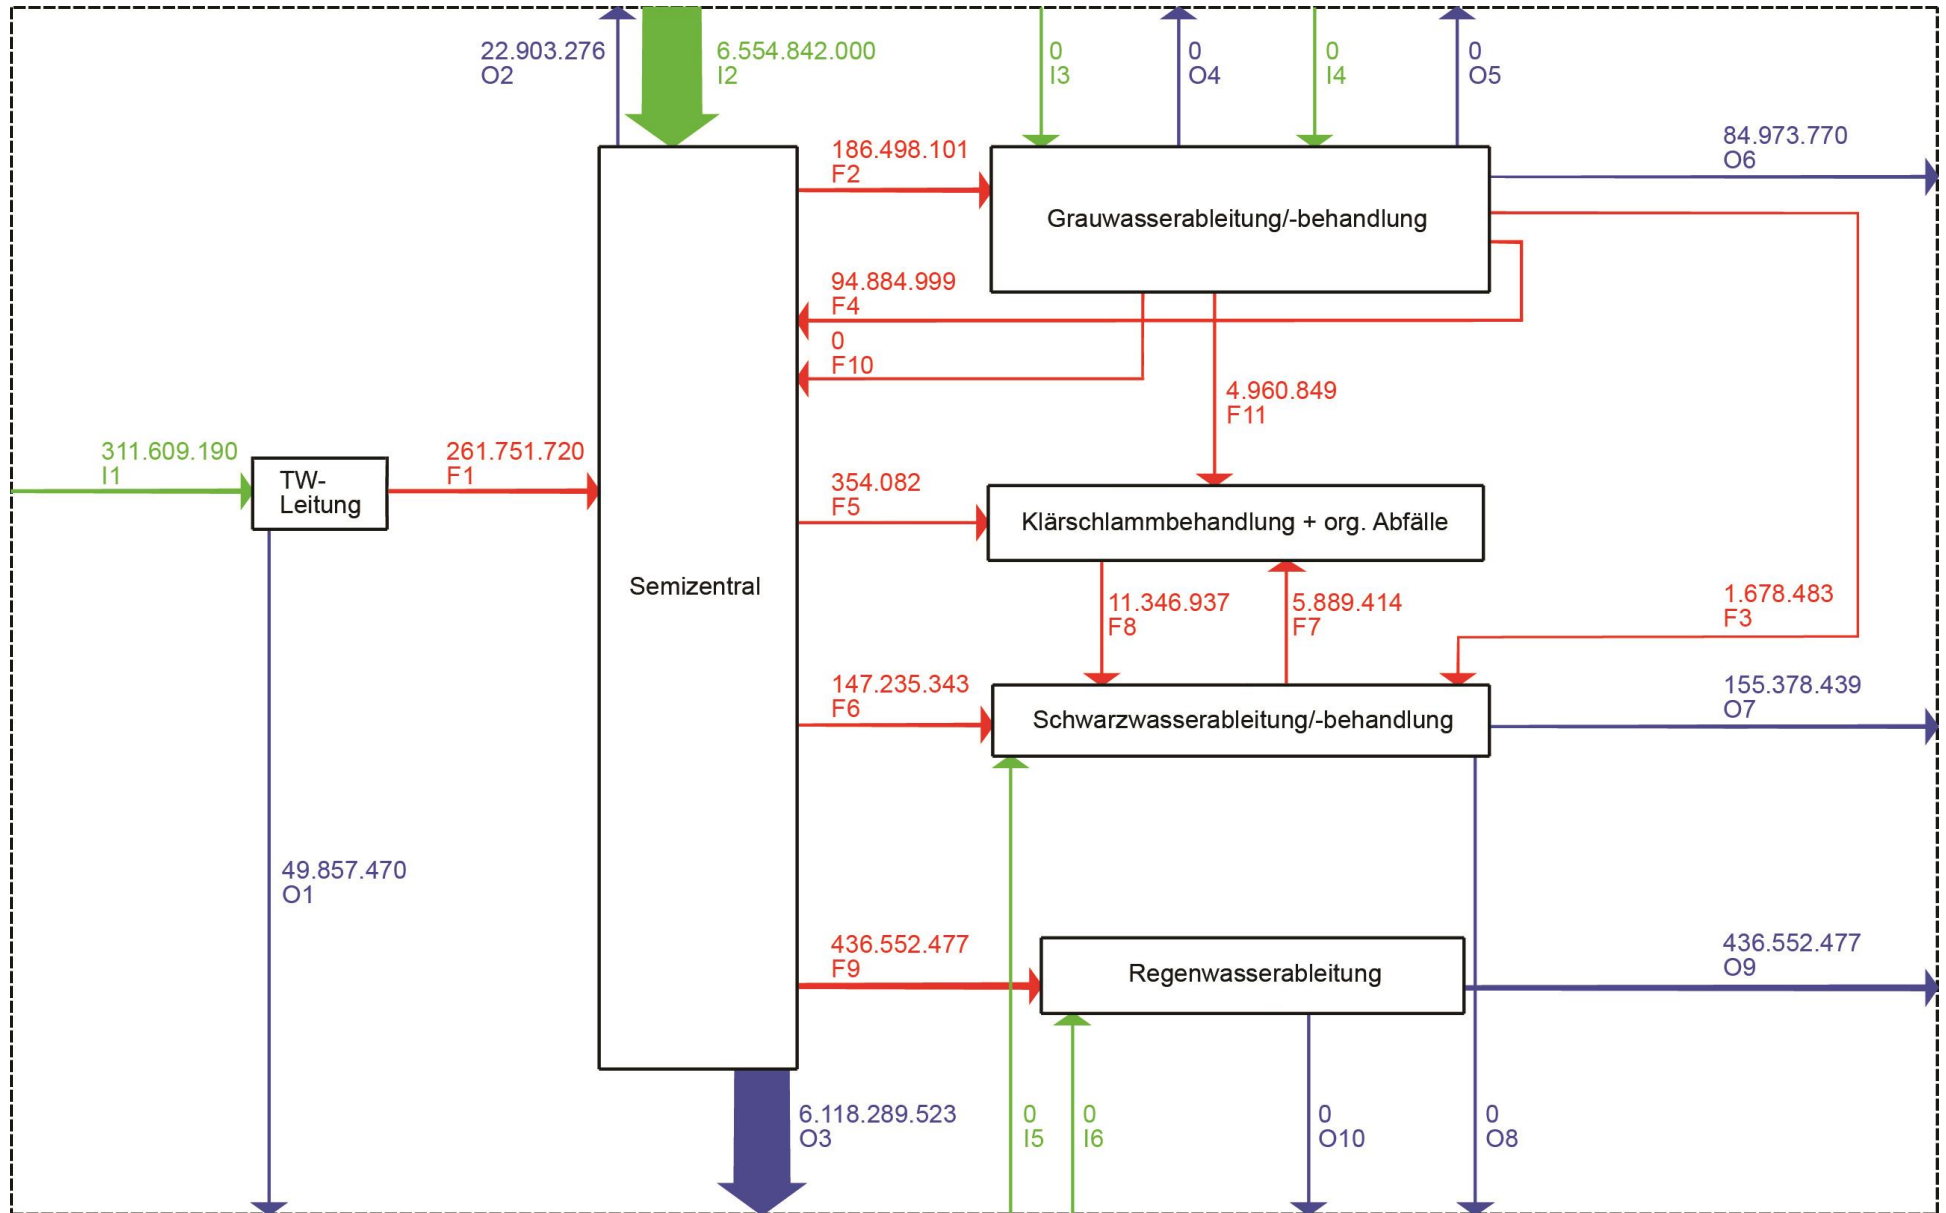 22.903.276
O2
6.554.842.000
I2
0
I3
0
O4
0
I4
0
O5
186.498.101
F2
84.973.770
O6
Grauwasserableitung/-behandlung
94.884.999
F4
0
F10
4.960.849
F11
311.609.190
I1
TW-
Leitung
261.751.720
F1
354.082
F5
Klärschlammbehandlung + org. Abfälle
Semizentral
11.346.937
F8
5.889.414
F7
1.678.483
F3
147.235.343
F6
Schwarzwasserableitung/-behandlung
155.378.439
O7
49.857.470
O1
436.552.477
F9
Regenwasserableitung
436.552.477
O9
6.118.289.523
O3
0
I5
0
I6
0
O10
0
O8